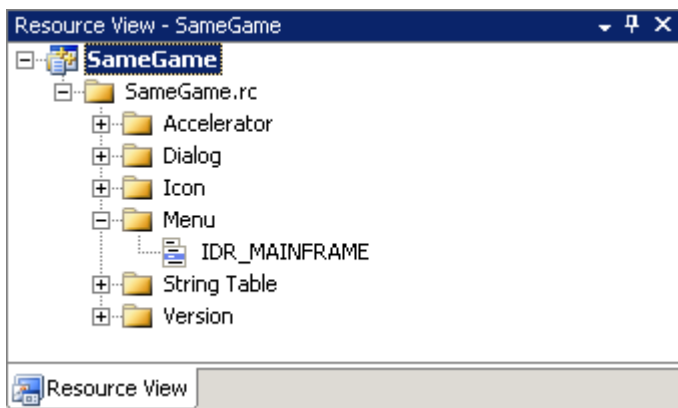 Resource View - SameGame
SameGame
SameGame.rc
Accelerator
Dialog
Icon
Menu
IDR_MAINFRAME
String Table
Version
Resource View